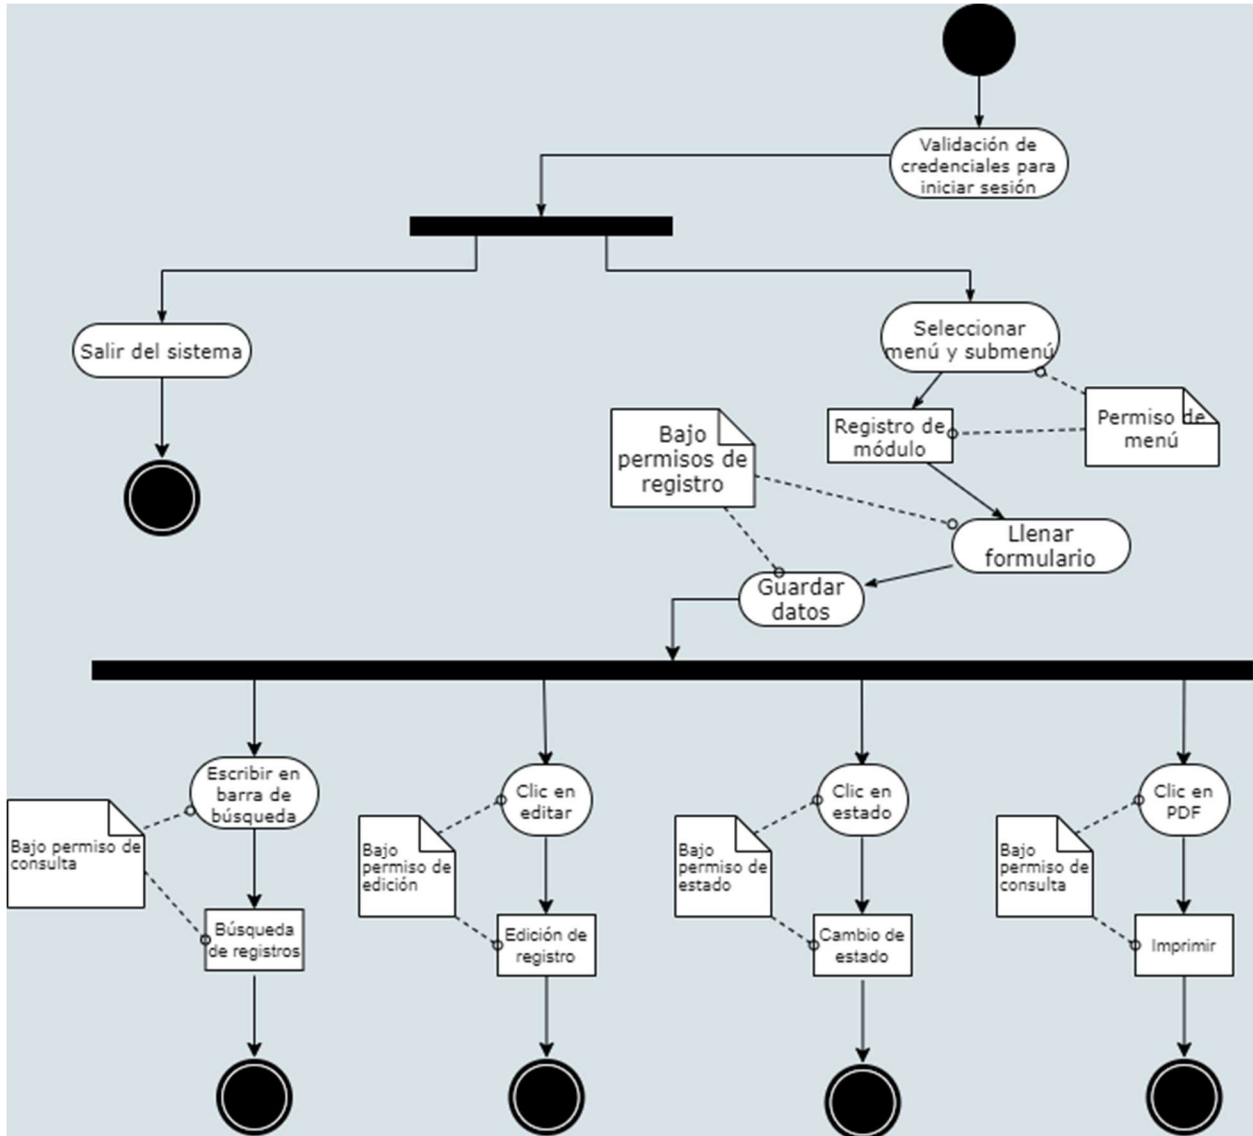 Validación de
credenciales para
iniciar sesión
Salir del sistema
Seleccionar
menú y submenú
Permiso de
menú
Registro de
módulo
Bajo
permisos de
registro
Llenar
formulario
Guardar
datos
Escribir en
barra de
búsqueda
Bajo permiso de
consulta
Búsqueda
de registros
Clic en
editar
Bajo
permiso de
edición
Edición de
registro
Clic en
estado
Bajo
permiso de
estado
Cambio de
estado
Clic en
PDF
Bajo
permiso de
consulta
Imprimir